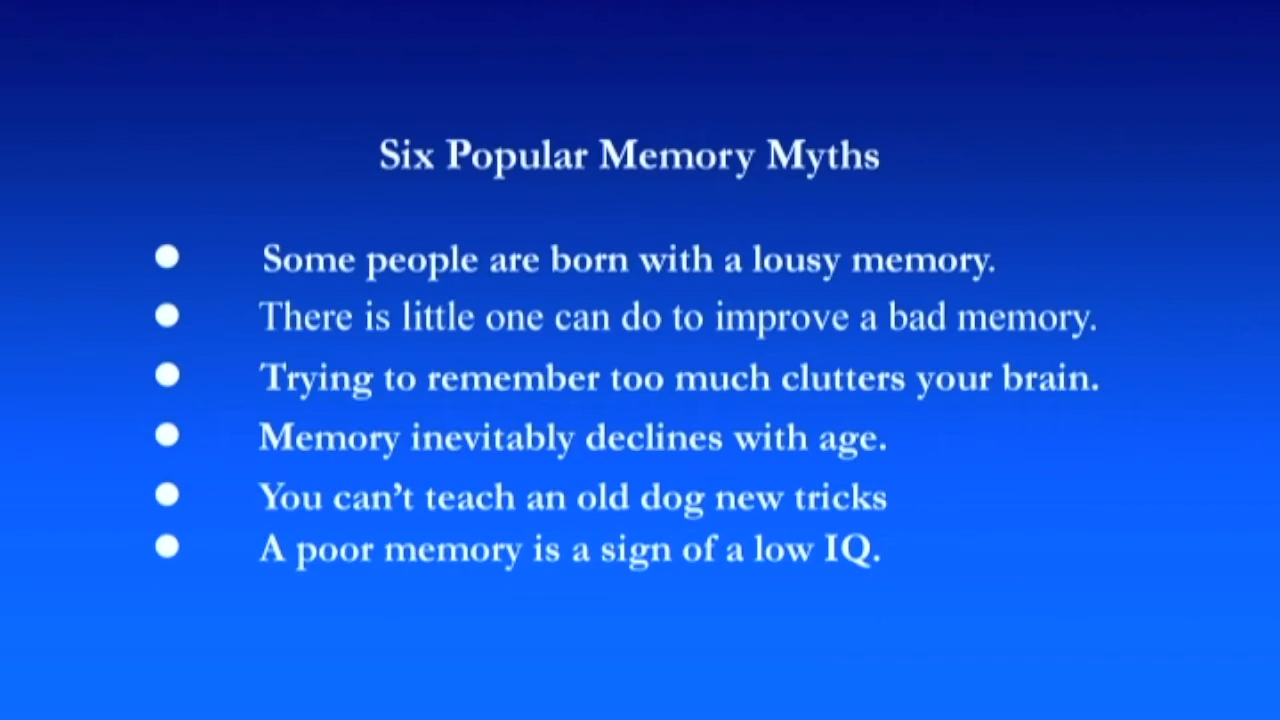 Six Popular Memory Myths
● Some people are born with a lousy memory.
● There is little one can do to improve a bad memory.
● Trying to remember too much clutters your brain.
● Memory inevitably declines with age.
● You can’t teach an old dog new tricks
● A poor memory is a sign of a low IQ.